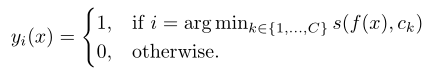 y_i(x) = { 1, if i = arg min_{k∈{1,...,C}} s(f(x), c_k)
0, otherwise.